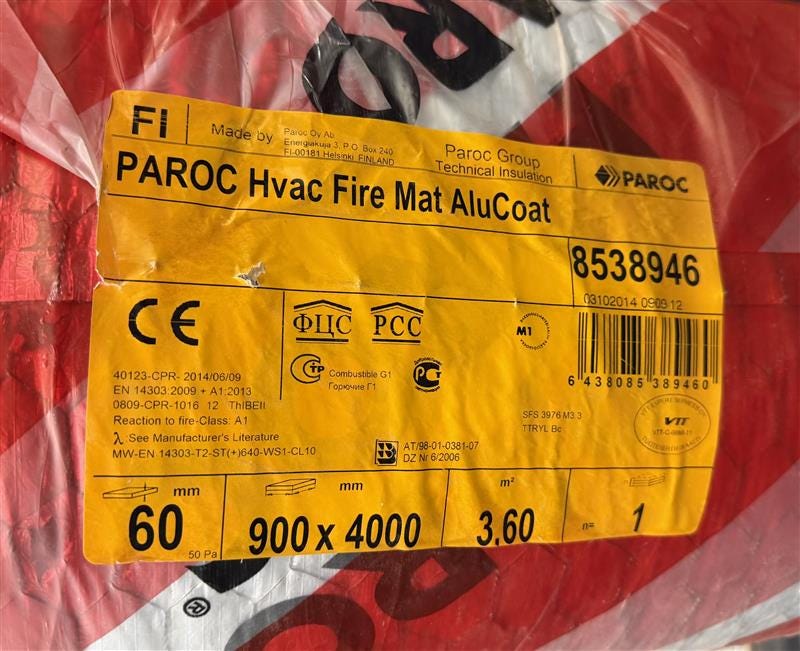 FI
Made by
Paroc Oy Ab
Energiakuja 3, P.O. Box 240
FI-00181 Helsinki FINLAND
Paroc Group
Technical Insulation
PAROC
PAROC Hvac Fire Mat AluCoat
8538946
03102014 0909 12
CE
ФЦС РСС
M1
ТР
Combustible G1
Горючие Г1
РСТ
6 438085 389460
40123-CPR- 2014/06/09
EN 14303:2009 + A1:2013
0809-CPR-1016 12 ThIBEII
Reaction to fire-Class: A1
λ See Manufacturer's Literature
MW-EN 14303-T2-ST(+)640-WS1-CL10
SFS 3976 M3.3
TTRYL Bc
VTT
AT/98-01-0381-07
DZ Nr 6/2006
mm
60
50 Pa
mm
900 x 4000
m²
3,60
n=
1
®